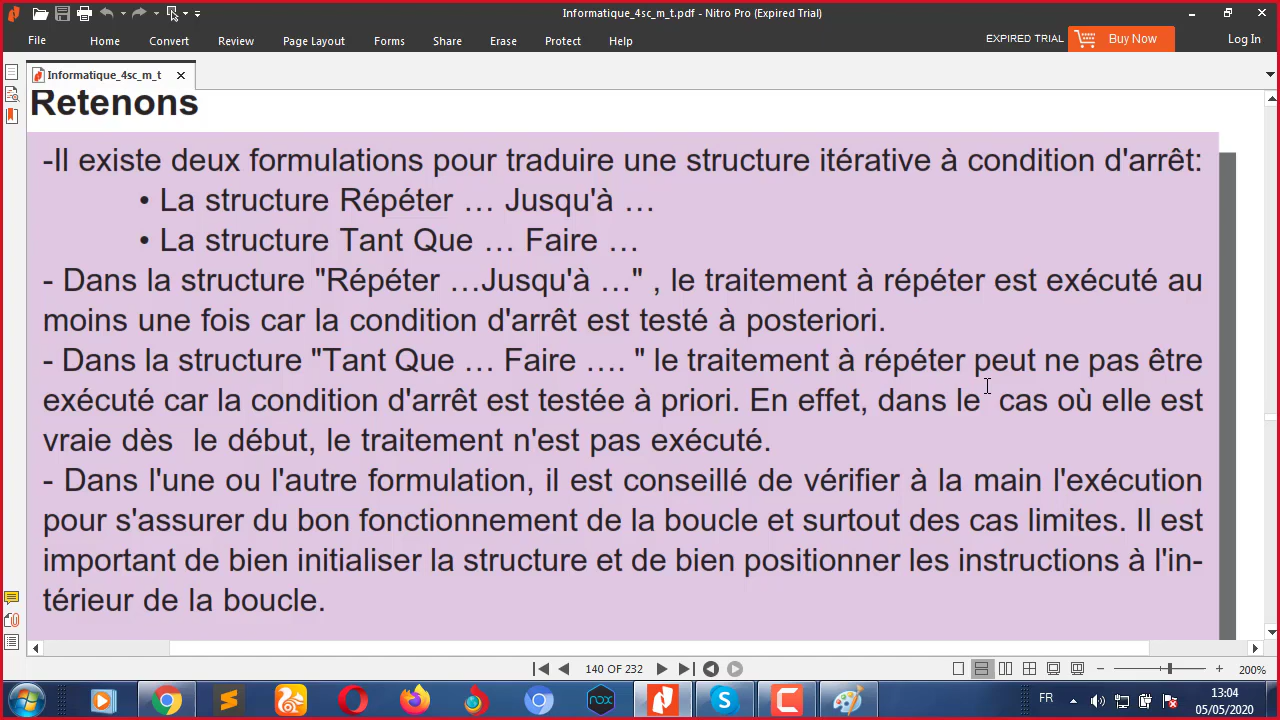 Informatique_4sc_m_t.pdf - Nitro Pro (Expired Trial)
File Home Convert Review Page Layout Forms Share Erase Protect Help EXPIRED TRIAL Buy Now Log In
Informatique_4sc_m_t
Retenons
-Il existe deux formulations pour traduire une structure itérative à condition d'arrêt:
• La structure Répéter … Jusqu'à …
• La structure Tant Que … Faire …
- Dans la structure "Répéter …Jusqu'à …" , le traitement à répéter est exécuté au
moins une fois car la condition d'arrêt est testé à posteriori.
- Dans la structure "Tant Que … Faire …. " le traitement à répéter peut ne pas être
exécuté car la condition d'arrêt est testée à priori. En effet, dans le cas où elle est
vraie dès le début, le traitement n'est pas exécuté.
- Dans l'une ou l'autre formulation, il est conseillé de vérifier à la main l'exécution
pour s'assurer du bon fonctionnement de la boucle et surtout des cas limites. Il est
important de bien initialiser la structure et de bien positionner les instructions à l'in-
térieur de la boucle.
140 OF 232 200%
FR 13:04
05/05/2020